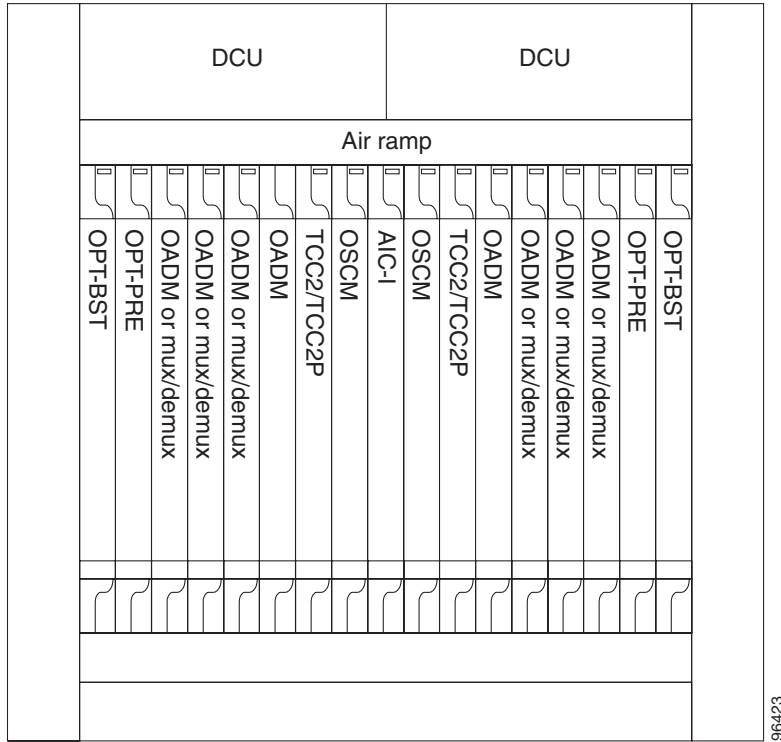 DCU
DCU
Air ramp
OPT-BST
OPT-PRE
OADM or mux/demux
OADM or mux/demux
OADM or mux/demux
OADM
TCC2/TCC2P
OSCM
AIC-I
OSCM
TCC2/TCC2P
OADM
OADM or mux/demux
OADM or mux/demux
OADM or mux/demux
OPT-PRE
OPT-BST
96423